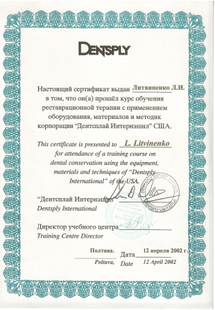 DENTSPLY
Настоящий сертификат выдан Литвиненко Л.И.
в том, что он(а) прошёл курс обучения
реставрационной терапии с применением
оборудования, материалов и методик
корпорации "Дентсплай Интернэшнл" США.
This certificate is presented to L. Litvinenko
for attendance of a training course on
dental conservation using the equipment,
materials and techniques of "Dentsply
International" of the USA.
"Дентсплай Интернэшнл"
Dentsply International
Директор учебного центра
Training Centre Director
Полтава, Дата 12 апреля 2002 г.
Poltava, Date 12 April 2002